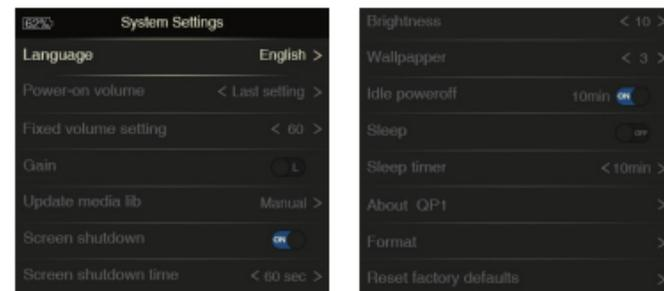 62% System Settings
Language English >
Power-on volume < Last setting >
Fixed volume setting < 60 >
Gain L
Update media lib Manual >
Screen shutdown ON
Screen shutdown time < 60 sec >
Brightness < 10 >
Wallpapper < 3 >
Idle poweroff 10min ON
Sleep OFF
Sleep timer <10min >
About QP1 >
Format >
Reset factory defaults >